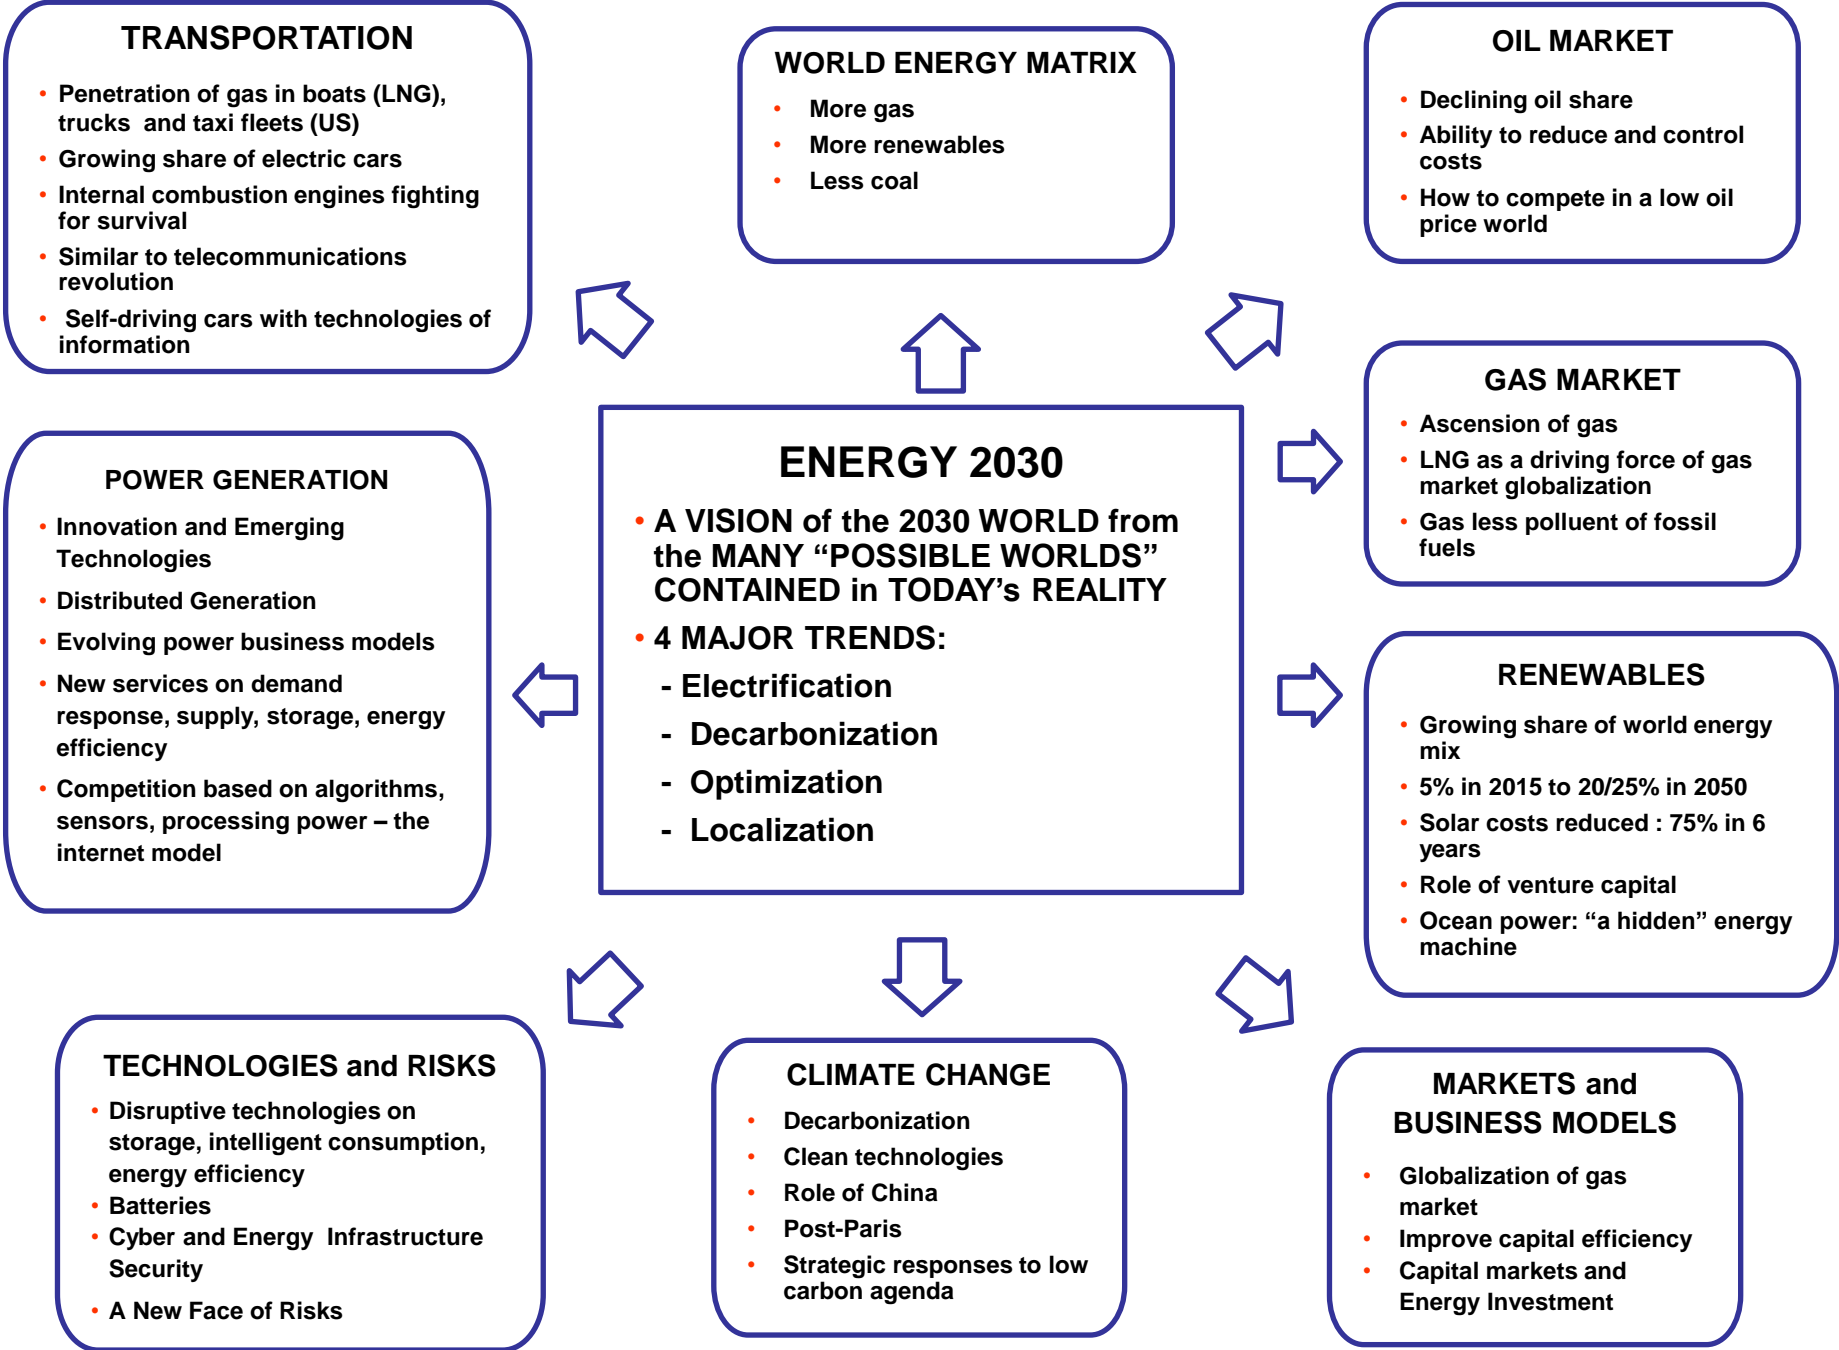 TRANSPORTATION
• Penetration of gas in boats (LNG),
trucks and taxi fleets (US)
• Growing share of electric cars
• Internal combustion engines fighting
for survival
• Similar to telecommunications
revolution
• Self-driving cars with technologies of
information
WORLD ENERGY MATRIX
• More gas
• More renewables
• Less coal
OIL MARKET
• Declining oil share
• Ability to reduce and control
costs
• How to compete in a low oil
price world
GAS MARKET
• Ascension of gas
• LNG as a driving force of gas
market globalization
• Gas less polluent of fossil
fuels
POWER GENERATION
• Innovation and Emerging
Technologies
• Distributed Generation
• Evolving power business models
• New services on demand
response, supply, storage, energy
efficiency
• Competition based on algorithms,
sensors, processing power – the
internet model
ENERGY 2030
• A VISION of the 2030 WORLD from
the MANY “POSSIBLE WORLDS”
CONTAINED in TODAY’s REALITY
• 4 MAJOR TRENDS:
- Electrification
- Decarbonization
- Optimization
- Localization
RENEWABLES
• Growing share of world energy
mix
• 5% in 2015 to 20/25% in 2050
• Solar costs reduced : 75% in 6
years
• Role of venture capital
• Ocean power: “a hidden” energy
machine
TECHNOLOGIES and RISKS
• Disruptive technologies on
storage, intelligent consumption,
energy efficiency
• Batteries
• Cyber and Energy Infrastructure
Security
• A New Face of Risks
CLIMATE CHANGE
• Decarbonization
• Clean technologies
• Role of China
• Post-Paris
• Strategic responses to low
carbon agenda
MARKETS and
BUSINESS MODELS
• Globalization of gas
market
• Improve capital efficiency
• Capital markets and
Energy Investment